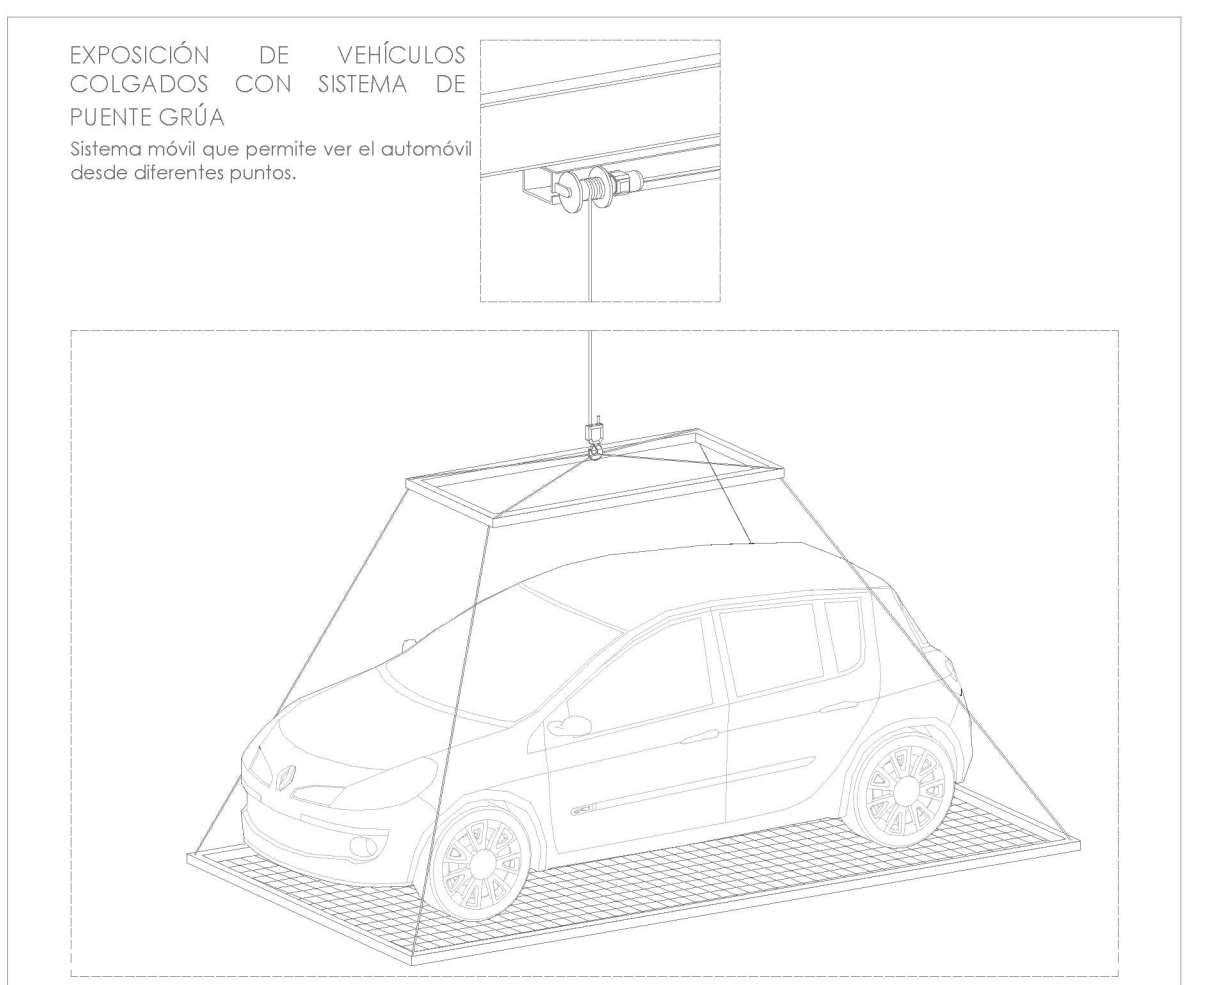 EXPOSICIÓN DE VEHÍCULOS
COLGADOS CON SISTEMA DE
PUENTE GRÚA
Sistema móvil que permite ver el automóvil
desde diferentes puntos.